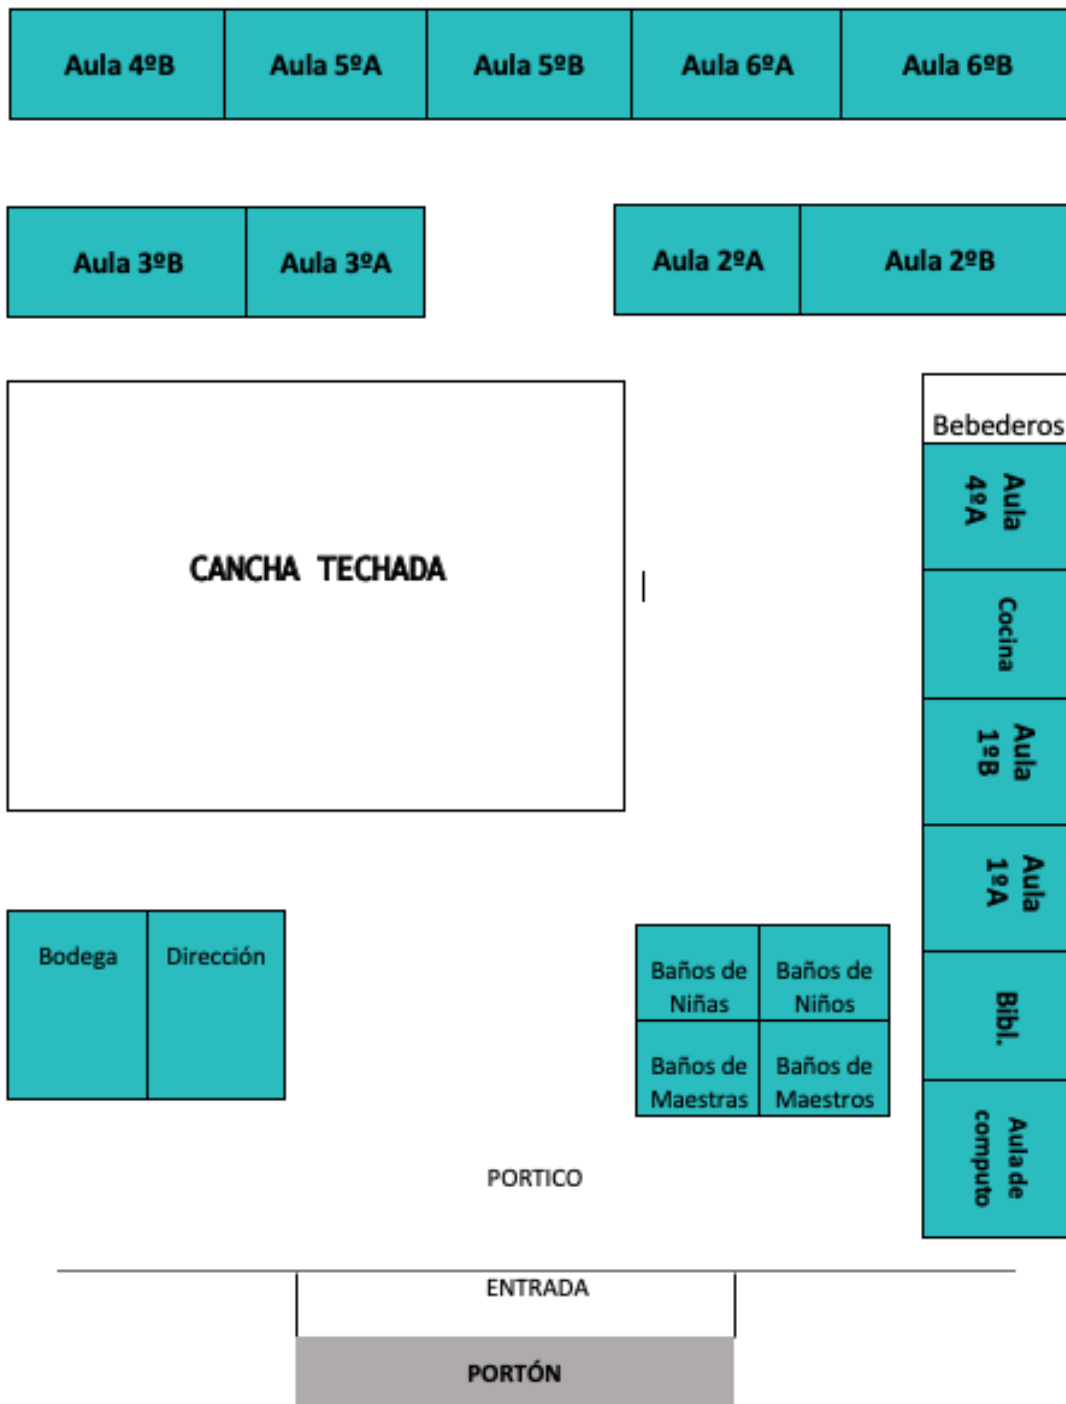 Aula 4ºB
Aula 5ºA
Aula 5ºB
Aula 6ºA
Aula 6ºB
Aula 3ºB
Aula 3ºA
Aula 2ºA
Aula 2ºB
CANCHA TECHADA
Bebederos
Aula
4ºA
Cocina
Aula
1ºB
Aula
1ºA
Bibl.
Aula de
computo
Bodega
Dirección
Baños de
Niñas
Baños de
Niños
Baños de
Maestras
Baños de
Maestros
PORTICO
ENTRADA
PORTÓN